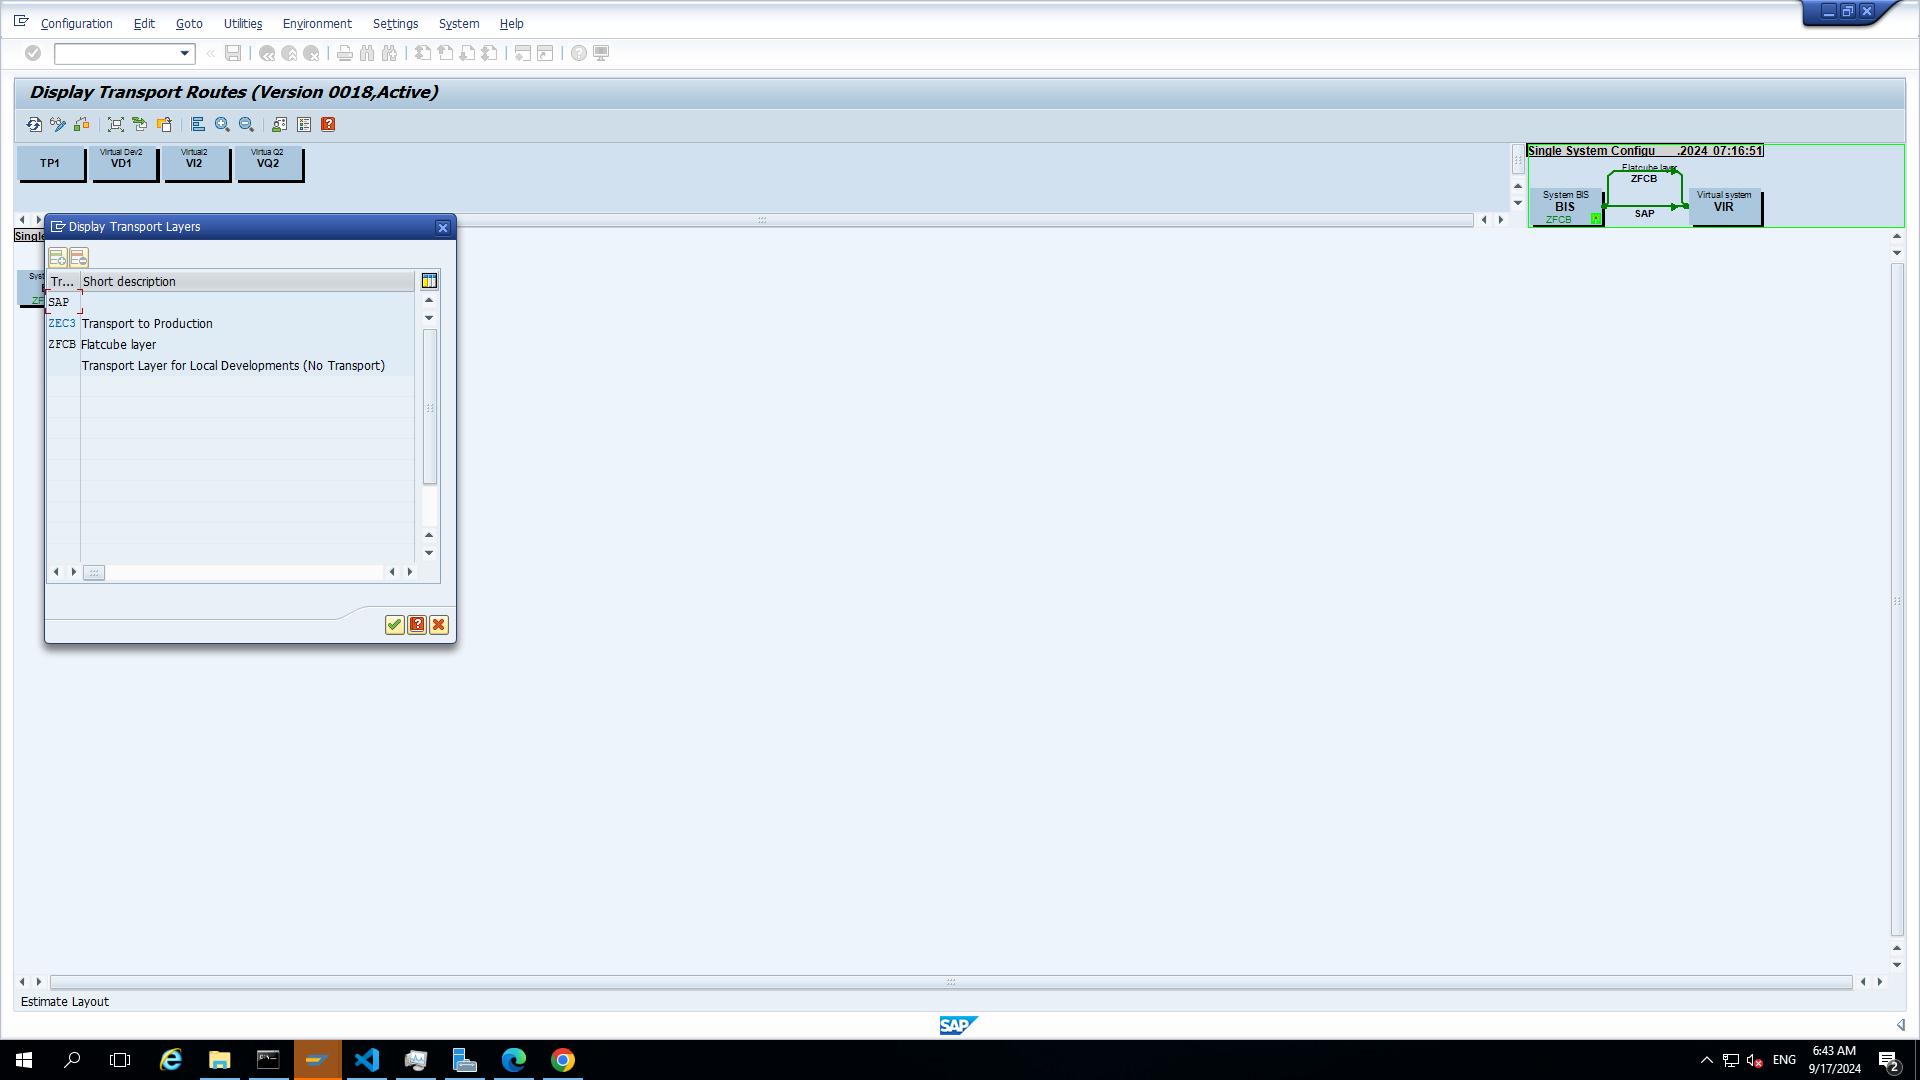 Configuration Edit Goto Utilities Environment Settings System Help
Display Transport Routes (Version 0018,Active)
TP1
Virtual Dev2
VD1
Virtual2
VI2
Virtua Q2
VQ2
Single System Configu .2024 07:16:51
Flatcube layer
ZFCB
System BIS
BIS
ZFCB
SAP
Virtual system
VIR
Single
Syst
ZF
Display Transport Layers
Tr... Short description
SAP
ZEC3 Transport to Production
ZFCB Flatcube layer
Transport Layer for Local Developments (No Transport)
Estimate Layout
SAP
ENG
6:43 AM
9/17/2024
2